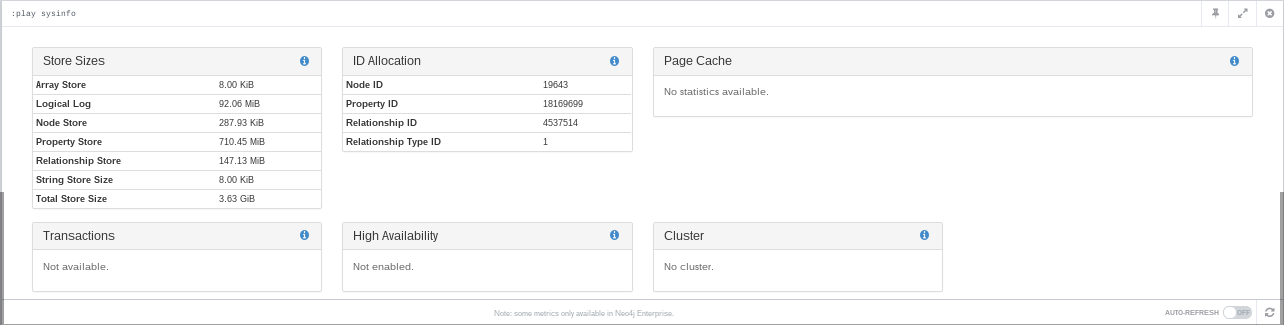 :play sysinfo
Store Sizes
Array Store 8.00 KiB
Logical Log 92.06 MiB
Node Store 287.93 KiB
Property Store 710.45 MiB
Relationship Store 147.13 MiB
String Store Size 8.00 KiB
Total Store Size 3.63 GiB
ID Allocation
Node ID 19643
Property ID 18169699
Relationship ID 4537514
Relationship Type ID 1
Page Cache
No statistics available.
Transactions
Not available.
High Availability
Not enabled.
Cluster
No cluster.
Note: some metrics only available in Neo4j Enterprise.
AUTO-REFRESH OFF